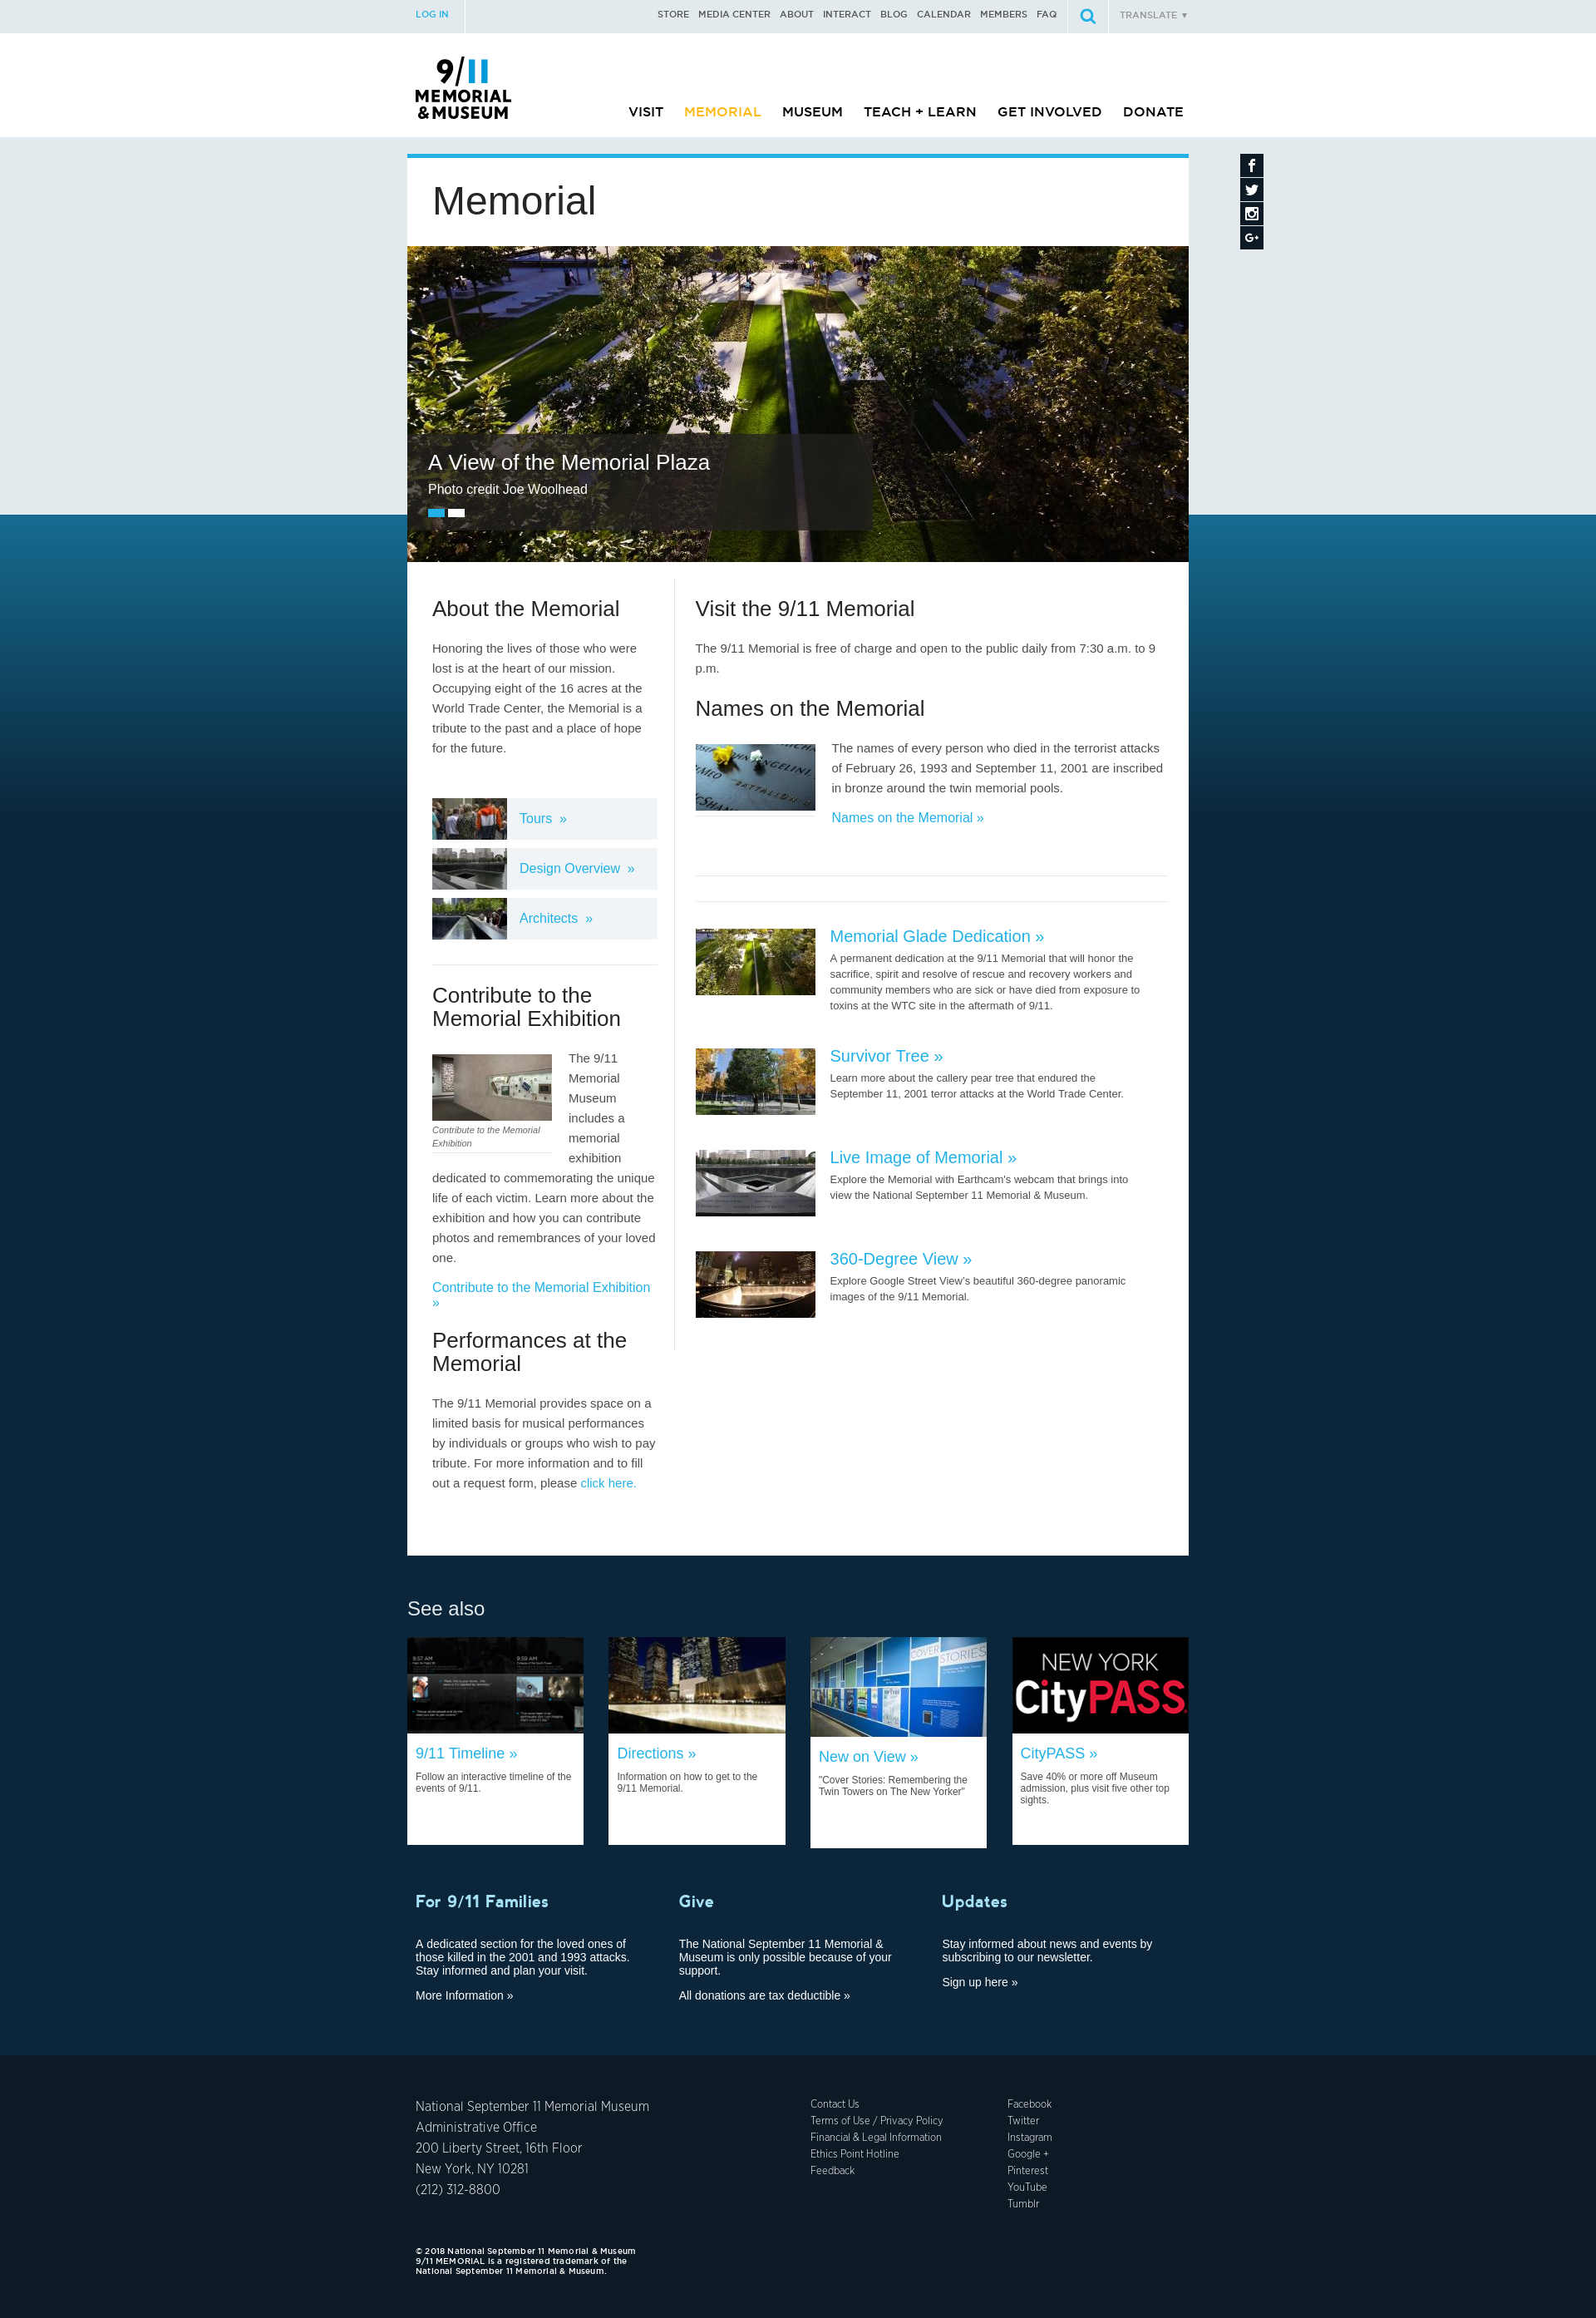 LOG IN
STORE MEDIA CENTER ABOUT INTERACT BLOG CALENDAR MEMBERS FAQ
TRANSLATE ▼
9/11
MEMORIAL
& MUSEUM
VISIT MEMORIAL MUSEUM TEACH + LEARN GET INVOLVED DONATE
Memorial
A View of the Memorial Plaza
Photo credit Joe Woolhead
About the Memorial
Honoring the lives of those who were
lost is at the heart of our mission.
Occupying eight of the 16 acres at the
World Trade Center, the Memorial is a
tribute to the past and a place of hope
for the future.
Tours »
Design Overview »
Architects »
Contribute to the
Memorial Exhibition
The 9/11
Memorial
Museum
includes a
memorial
exhibition
Contribute to the Memorial
Exhibition
dedicated to commemorating the unique
life of each victim. Learn more about the
exhibition and how you can contribute
photos and remembrances of your loved
one.
Contribute to the Memorial Exhibition
»
Performances at the
Memorial
The 9/11 Memorial provides space on a
limited basis for musical performances
by individuals or groups who wish to pay
tribute. For more information and to fill
out a request form, please click here.
Visit the 9/11 Memorial
The 9/11 Memorial is free of charge and open to the public daily from 7:30 a.m. to 9
p.m.
Names on the Memorial
BATTALION
The names of every person who died in the terrorist attacks
of February 26, 1993 and September 11, 2001 are inscribed
in bronze around the twin memorial pools.
Names on the Memorial »
Memorial Glade Dedication »
A permanent dedication at the 9/11 Memorial that will honor the
sacrifice, spirit and resolve of rescue and recovery workers and
community members who are sick or have died from exposure to
toxins at the WTC site in the aftermath of 9/11.
Survivor Tree »
Learn more about the callery pear tree that endured the
September 11, 2001 terror attacks at the World Trade Center.
Live Image of Memorial »
Explore the Memorial with Earthcam's webcam that brings into
view the National September 11 Memorial & Museum.
360-Degree View »
Explore Google Street View's beautiful 360-degree panoramic
images of the 9/11 Memorial.
See also
9:57 AM
9:59 AM
9/11 Timeline »
Follow an interactive timeline of the
events of 9/11.
Directions »
Information on how to get to the
9/11 Memorial.
COVER STORIES
New on View »
"Cover Stories: Remembering the
Twin Towers on The New Yorker"
NEW YORK
CityPASS
CityPASS »
Save 40% or more off Museum
admission, plus visit five other top
sights.
For 9/11 Families
A dedicated section for the loved ones of
those killed in the 2001 and 1993 attacks.
Stay informed and plan your visit.
More Information »
Give
The National September 11 Memorial &
Museum is only possible because of your
support.
All donations are tax deductible »
Updates
Stay informed about news and events by
subscribing to our newsletter.
Sign up here »
National September 11 Memorial Museum
Administrative Office
200 Liberty Street, 16th Floor
New York, NY 10281
(212) 312-8800
Contact Us
Terms of Use / Privacy Policy
Financial & Legal Information
Ethics Point Hotline
Feedback
Facebook
Twitter
Instagram
Google +
Pinterest
YouTube
Tumblr
© 2018 National September 11 Memorial & Museum
9/11 MEMORIAL is a registered trademark of the
National September 11 Memorial & Museum.